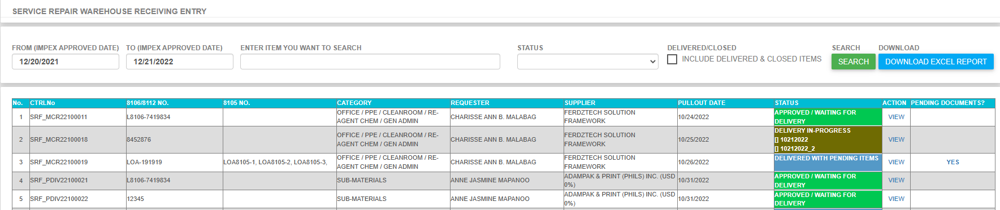 SERVICE REPAIR WAREHOUSE RECEIVING ENTRY
FROM (IMPEX APPROVED DATE) TO (IMPEX APPROVED DATE) ENTER ITEM YOU WANT TO SEARCH STATUS DELIVERED/CLOSED SEARCH DOWNLOAD
12/20/2021 12/21/2022 INCLUDE DELIVERED & CLOSED ITEMS SEARCH DOWNLOAD EXCEL REPORT
No. CTRLNo 8106/8112 NO. 8105 NO. CATEGORY REQUESTER SUPPLIER PULLOUT DATE STATUS ACTION PENDING DOCUMENTS?
1 SRF_MCR22100011 L8106-7419834 OFFICE / PPE / CLEANROOM / RE-
AGENT CHEM / GEN ADMIN CHARISSE ANN B. MALABAG FERDZTECH SOLUTION
FRAMEWORK 10/24/2022 APPROVED / WAITING FOR
DELIVERY VIEW
2 SRF_MCR22100018 8452876 OFFICE / PPE / CLEANROOM / RE-
AGENT CHEM / GEN ADMIN CHARISSE ANN B. MALABAG FERDZTECH SOLUTION
FRAMEWORK 10/25/2022 DELIVERY IN-PROGRESS
[] 10212022
[] 10212022_2 VIEW
3 SRF_MCR22100019 LOA-191919 LOA8105-1, LOA8105-2, LOA8105-3, OFFICE / PPE / CLEANROOM / RE-
AGENT CHEM / GEN ADMIN CHARISSE ANN B. MALABAG FERDZTECH SOLUTION
FRAMEWORK 10/26/2022 DELIVERED WITH PENDING ITEMS VIEW YES
4 SRF_PDIV22100021 L8106-7419834 SUB-MATERIALS ANNE JASMINE MAPANOO ADAMPAK & PRINT (PHILS) INC. (USD
0%) 10/31/2022 APPROVED / WAITING FOR
DELIVERY VIEW
5 SRF_PDIV22100022 12345 SUB-MATERIALS ANNE JASMINE MAPANOO ADAMPAK & PRINT (PHILS) INC. (USD
0%) 10/31/2022 APPROVED / WAITING FOR
DELIVERY VIEW